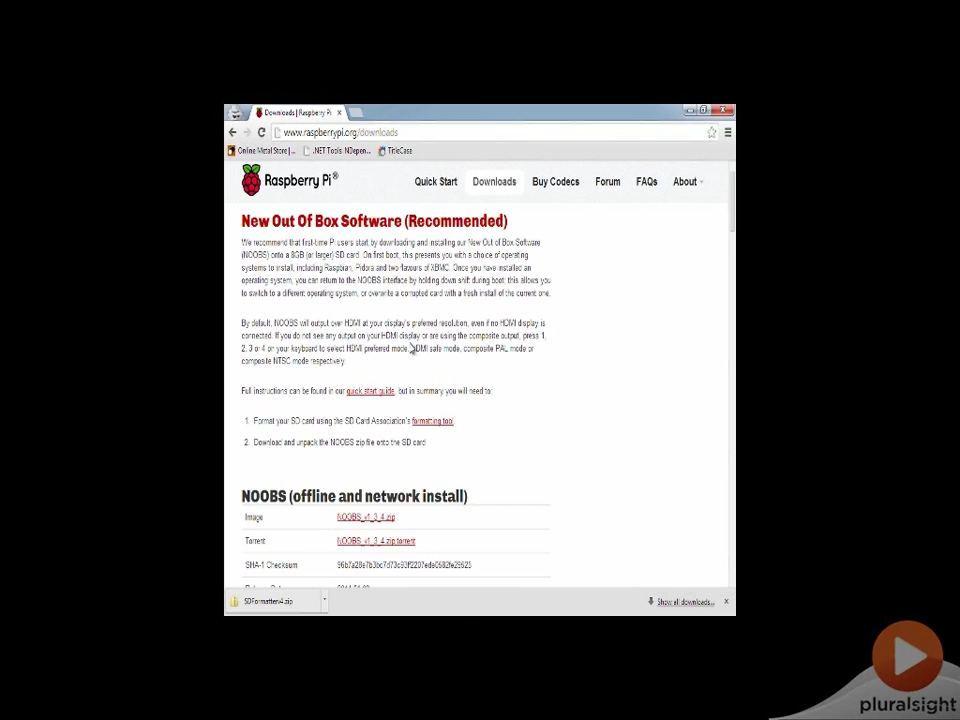 Downloads | Raspberry Pi
www.raspberrypi.org/downloads
Online Metal Store | ...
.NET Tools: NDepen...
TitleCase
Raspberry Pi®
Quick Start
Downloads
Buy Codecs
Forum
FAQs
About
New Out Of Box Software (Recommended)
We recommend that first-time Pi users start by downloading and installing our New Out of Box Software
(NOOBS) onto a 8GB (or larger) SD card. On first boot, this presents you with a choice of operating
systems to install, including Raspbian, Pidora and two flavours of XBMC. Once you have installed an
operating system, you can return to the NOOBS interface by holding down shift during boot; this allows you
to switch to a different operating system, or overwrite a corrupted card with a fresh install of the current one.
By default, NOOBS will output over HDMI at your display's preferred resolution, even if no HDMI display is
connected. If you do not see any output on your HDMI display or are using the composite output, press 1,
2, 3 or 4 on your keyboard to select HDMI preferred mode, HDMI safe mode, composite PAL mode or
composite NTSC mode respectively.
Full instructions can be found in our quick start guide, but in summary you will need to:
1. Format your SD card using the SD Card Association's formatting tool
2. Download and unpack the NOOBS zip file onto the SD card
NOOBS (offline and network install)
Image NOOBS_v1_3_4.zip
Torrent NOOBS_v1_3_4.zip.torrent
SHA-1 Checksum
SDFormatterv4.zip
Show all downloads...
pluralsight